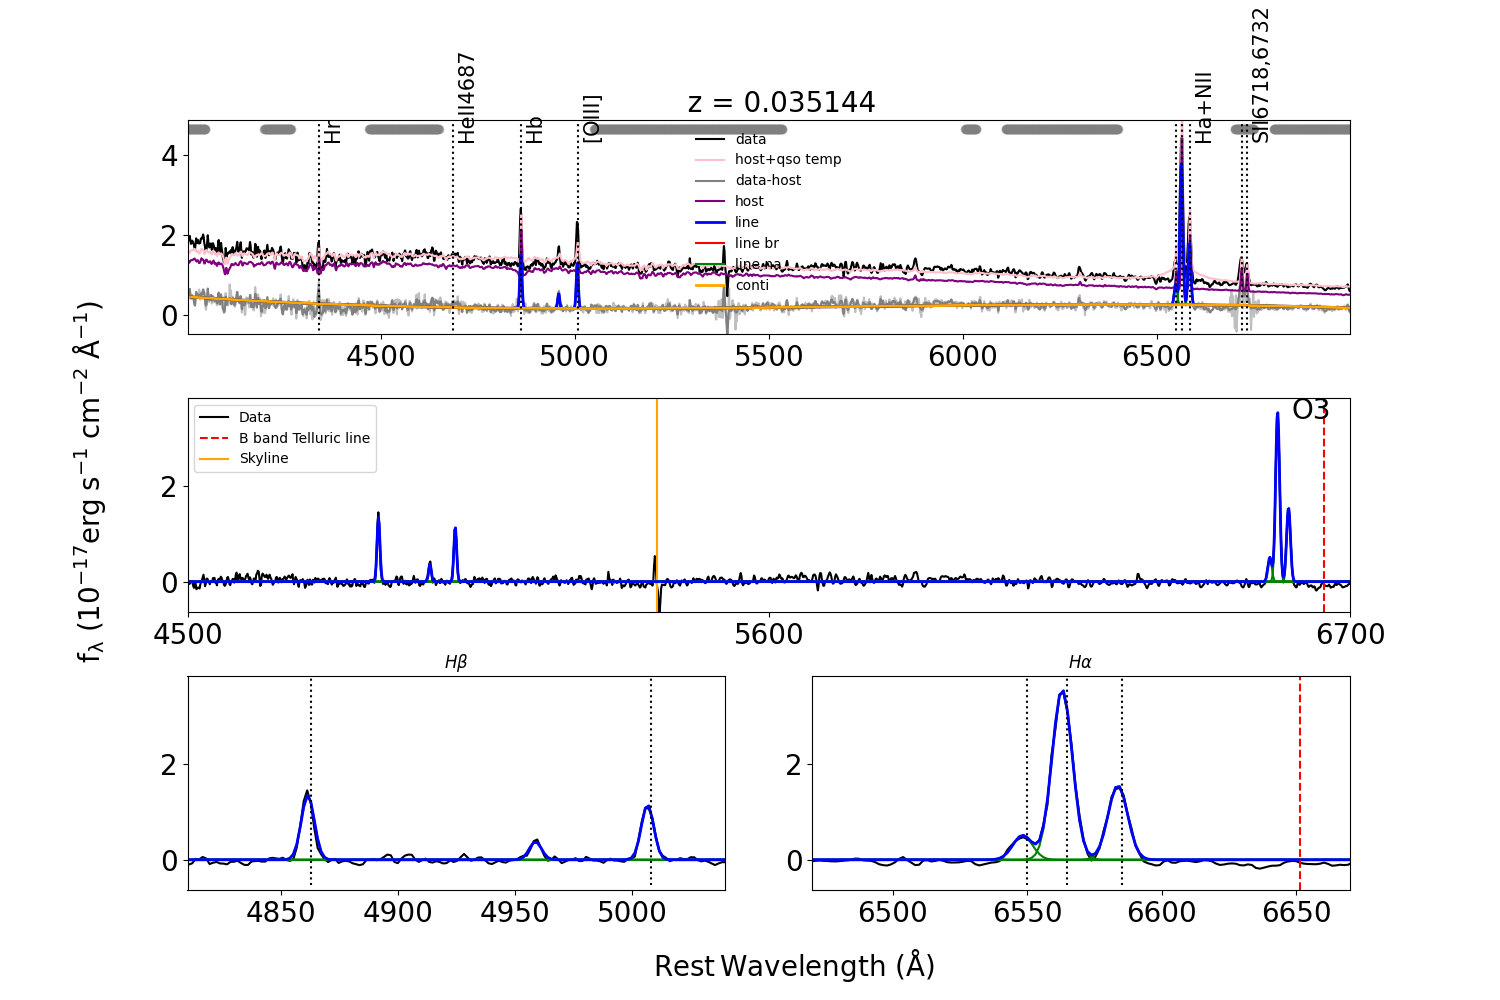 z = 0.035144
Hr
HeII4687
Hb
[OIII]
Ha+NII
SII6718,6732
data
host+qso temp
data-host
host
line
line br
line na
conti
4
2
0
4500
5000
5500
6000
6500
Data
B band Telluric line
Skyline
O3
2
0
4500
5600
6700
fλ (10−17erg s−1 cm−2 Å−1)
Hβ
2
0
4850
4900
4950
5000
Hα
2
0
6500
6550
6600
6650
Rest Wavelength (Å)